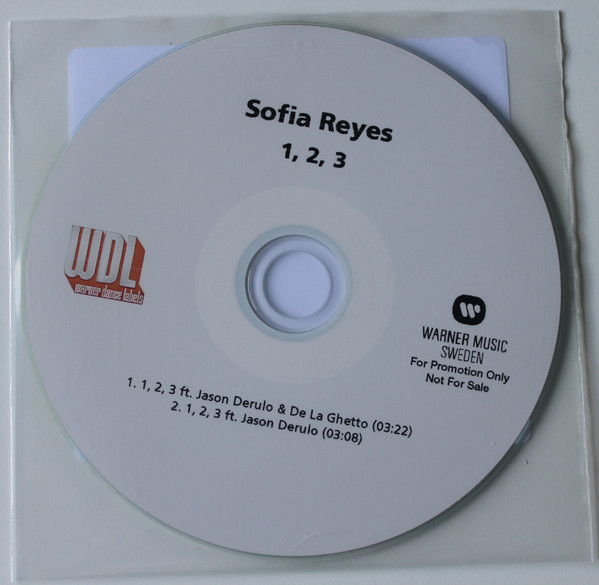 Sofia Reyes
1, 2, 3
WDL
warner dance labels
WARNER MUSIC
SWEDEN
For Promotion Only
Not For Sale
1. 1, 2, 3 ft. Jason Derulo & De La Ghetto (03:22)
2. 1, 2, 3 ft. Jason Derulo (03:08)